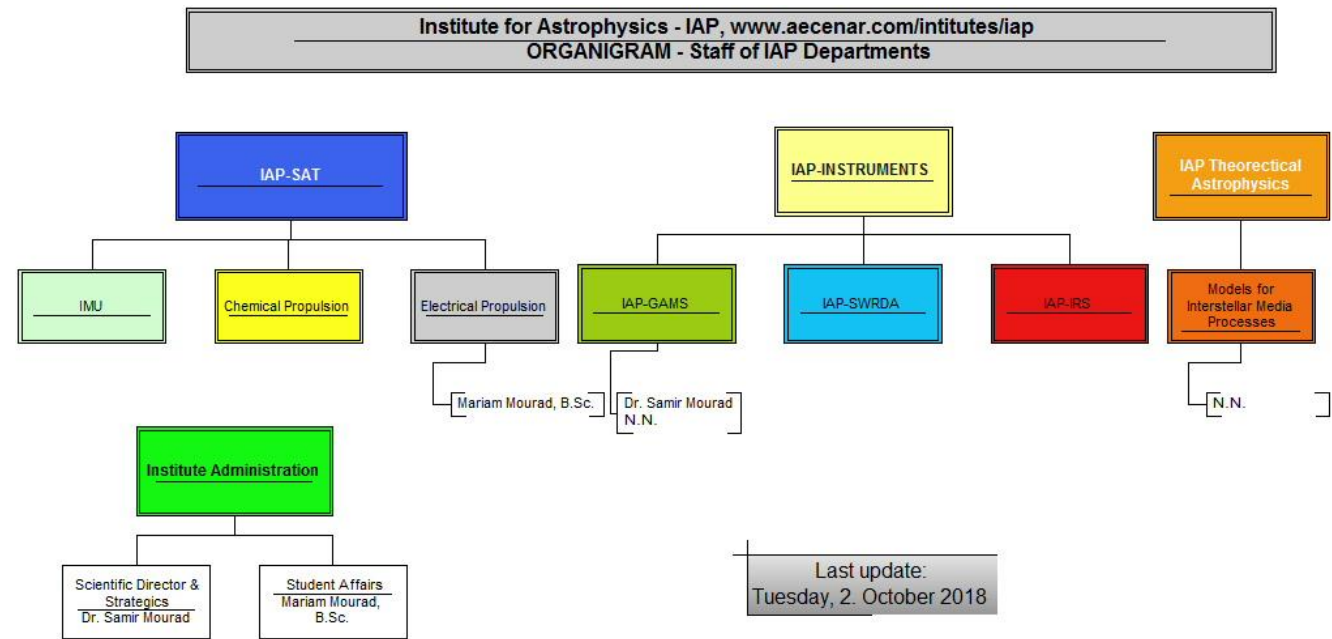 Institute for Astrophysics - IAP, www.aecenar.com/intitutes/iap
ORGANIGRAM - Staff of IAP Departments
IAP-SAT
IAP-INSTRUMENTS
IAP Theorectical
Astrophysics
IMU
Chemical Propulsion
Electrical Propulsion
IAP-GAMS
IAP-SWRDA
IAP-IRS
Models for
Interstellar Media
Processes
Mariam Mourad, B.Sc.
Dr. Samir Mourad
N.N.
N.N.
Institute Administration
Scientific Director &
Strategics
Dr. Samir Mourad
Student Affairs
Mariam Mourad,
B.Sc.
Last update:
Tuesday, 2. October 2018